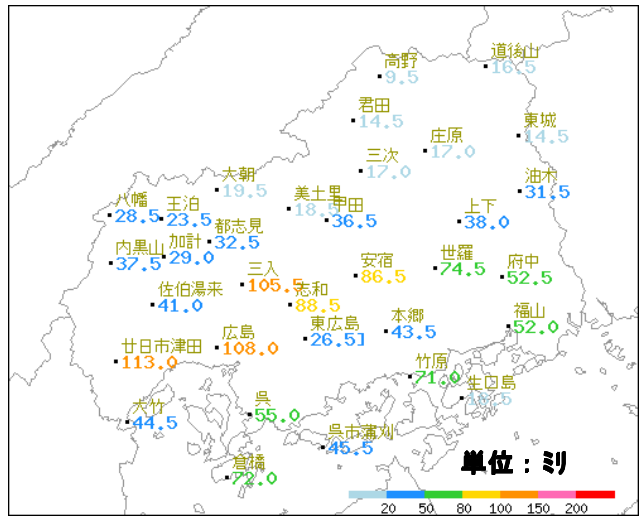 道後山
16.5
高野
9.5
君田
14.5
東城
14.5
庄原
17.0
三次
17.0
大朝
19.5
油木
31.5
美土里
18.5
甲田
36.5
八幡
28.5
王泊
23.5
上下
38.0
都志見
32.5
内黒山
37.5
加計
29.0
三入
105.5
安宿
86.5
世羅
74.5
府中
52.5
佐伯湯来
41.0
志和
88.5
東広島
26.5]
本郷
43.5
福山
52.0
廿日市津田
113.0
広島
108.0
竹原
71.0
生口島
大竹
44.5
呉
55.0
呉市蒲刈
45.5
倉橋
72.0
単位：ミリ
20 50 80 100 150 200